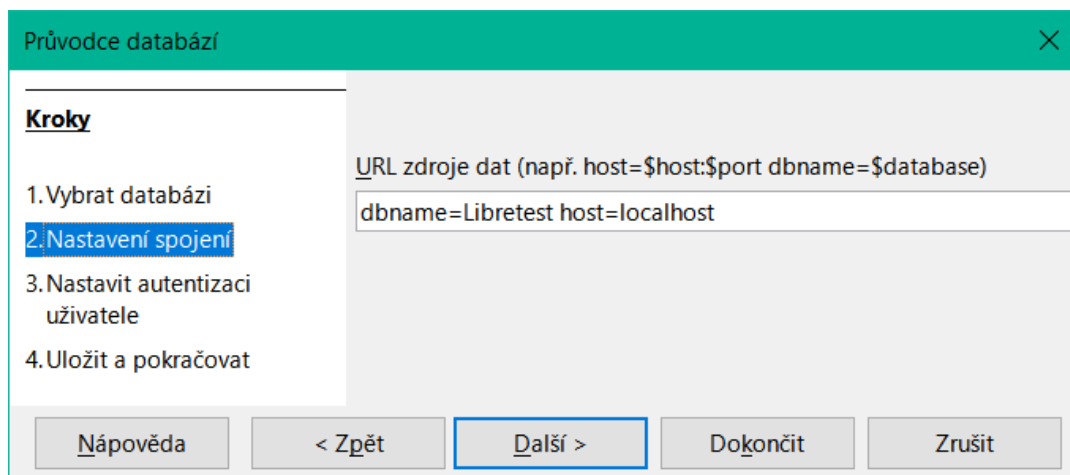 Průvodce databází
Kroky
1. Vybrat databázi
2. Nastavení spojení
3. Nastavit autentizaci
uživatele
4. Uložit a pokračovat
URL zdroje dat (např. host=$host:$port dbname=$database)
dbname=Libretest host=localhost
Nápověda
< Zpět
Další >
Dokončit
Zrušit